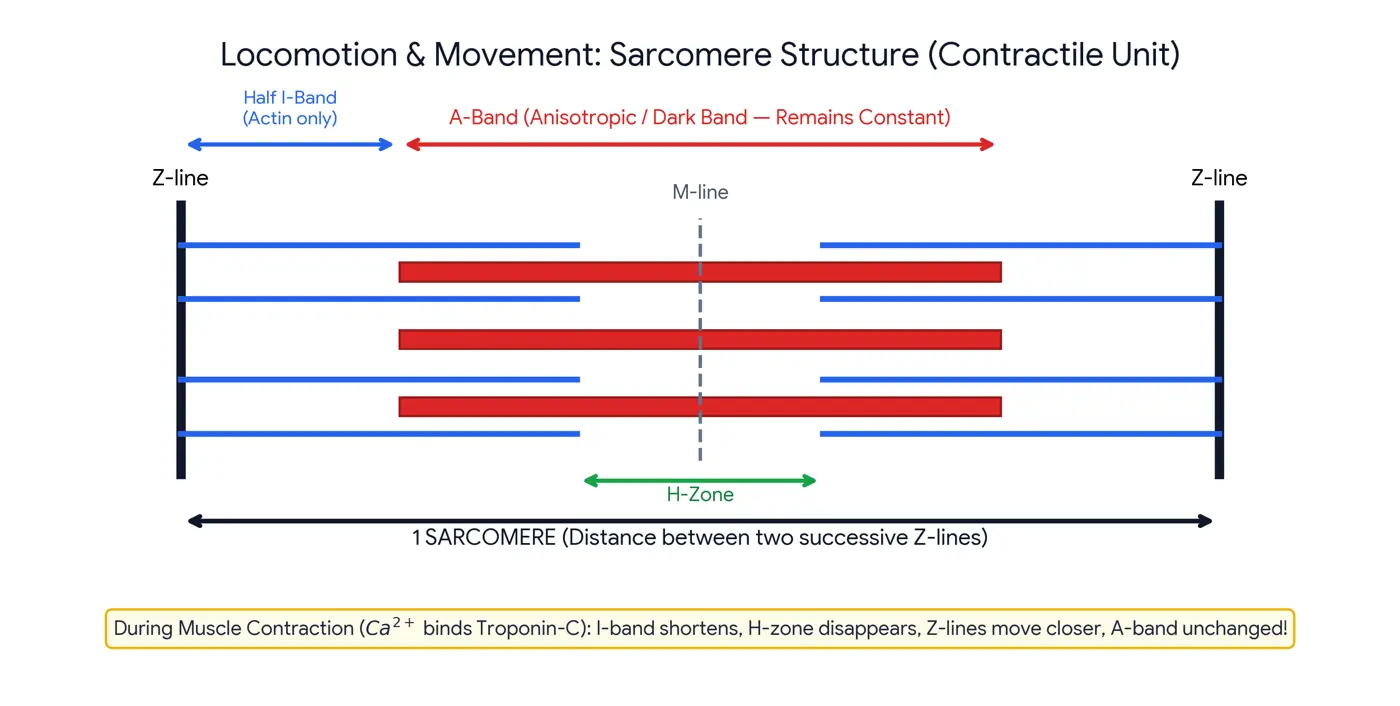 Locomotion & Movement: Sarcomere Structure (Contractile Unit)
Half I-Band
(Actin only)
A-Band (Anisotropic / Dark Band — Remains Constant)
Z-line
M-line
Z-line
H-Zone
1 SARCOMERE (Distance between two successive Z-lines)
During Muscle Contraction (Ca²⁺ binds Troponin-C): I-band shortens, H-zone disappears, Z-lines move closer, A-band unchanged!